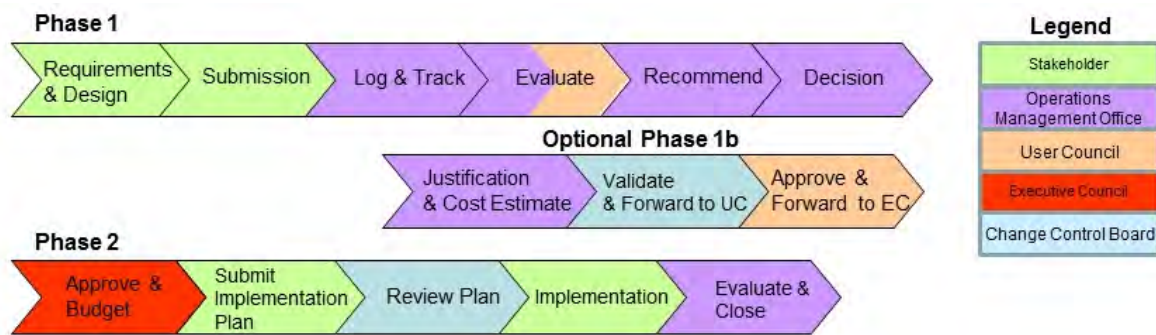 Phase 1
Requirements
& Design
Submission
Log & Track
Evaluate
Recommend
Decision
Optional Phase 1b
Justification
& Cost Estimate
Validate
& Forward to UC
Approve &
Forward to EC
Phase 2
Approve &
Budget
Submit
Implementation
Plan
Review Plan
Implementation
Evaluate &
Close
Legend
Stakeholder
Operations
Management Office
User Council
Executive Council
Change Control Board